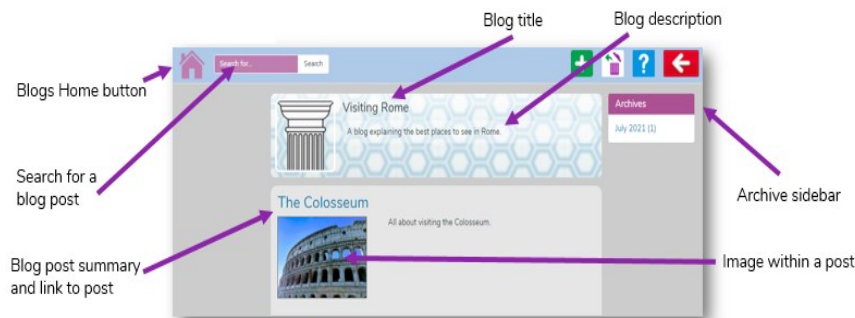 Blog title
Blog description
Blogs Home button
Search for...
Search
?
Visiting Rome
A blog explaining the best places to see in Rome.
Archives
July 2021 (1)
Search for a
blog post
Archive sidebar
The Colosseum
All about visiting the Colosseum.
Blog post summary
and link to post
Image within a post